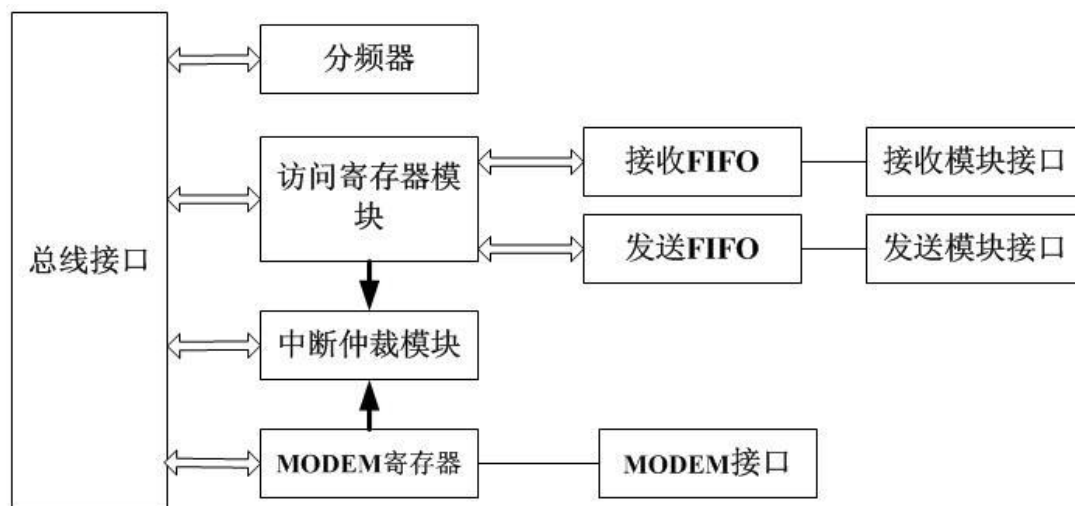 分频器
接收FIFO
接收模块接口
访问寄存器模
块
总线接口
发送FIFO
发送模块接口
中断仲裁模块
MODEM寄存器
MODEM接口